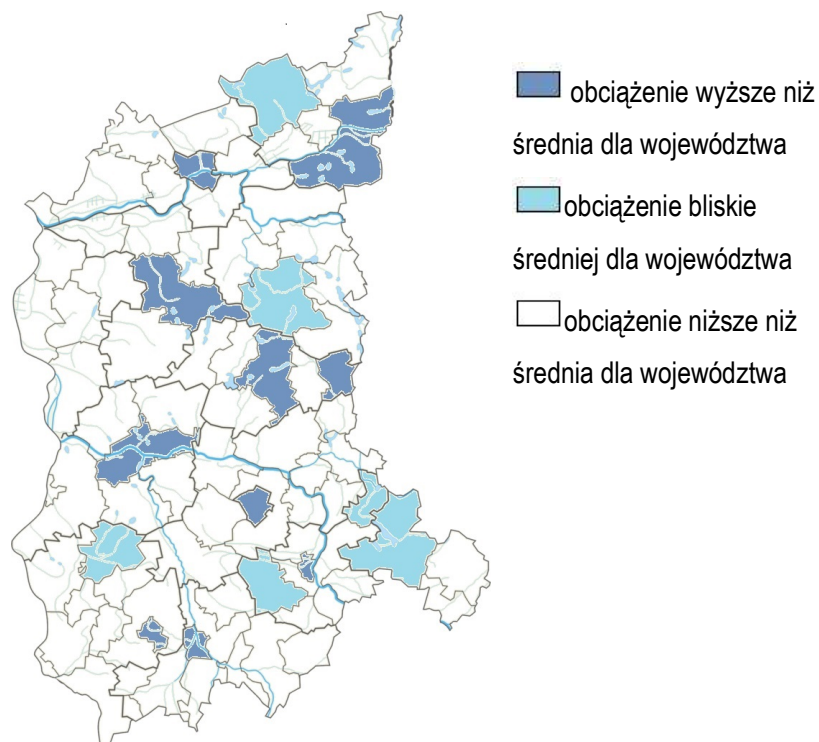 obciążenie wyższe niż
średnia dla województwa
obciążenie bliskie
średniej dla województwa
obciążenie niższe niż
średnia dla województwa